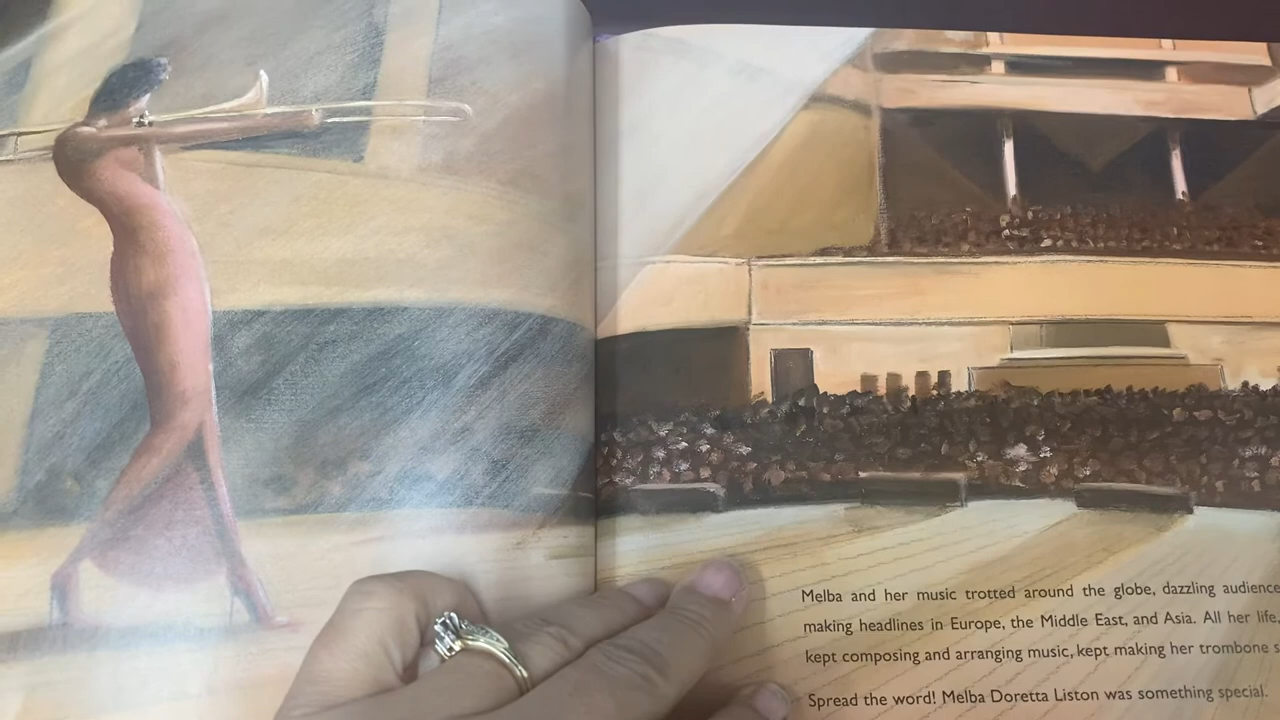 Melba and her music trotted around the globe, dazzling audience
making headlines in Europe, the Middle East, and Asia. All her life,
kept composing and arranging music, kept making her trombone s
Spread the word! Melba Doretta Liston was something special.